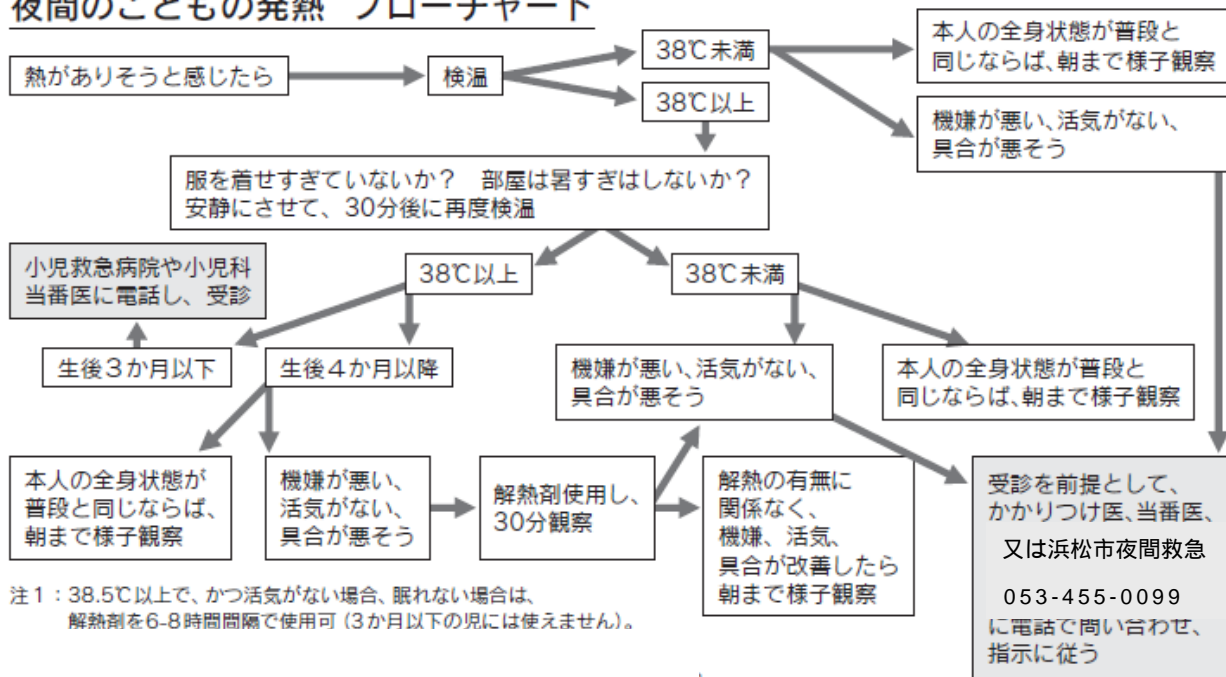 夜間のこどもの発熱 フローチャート
熱がありそうと感じたら
検温
38℃未満
38℃以上
本人の全身状態が普段と
同じならば、朝まで様子観察
機嫌が悪い、活気がない、
具合が悪そう
服を着せすぎていないか？ 部屋は暑すぎはしないか？
安静にさせて、30分後に再度検温
小児救急病院や小児科
当番医に電話し、受診
38℃以上
38℃未満
生後３か月以下
生後４か月以降
機嫌が悪い、活気がない、
具合が悪そう
本人の全身状態が普段と
同じならば、朝まで様子観察
本人の全身状態が
普段と同じならば、
朝まで様子観察
機嫌が悪い、
活気がない、
具合が悪そう
解熱剤使用し、
30分観察
解熱の有無に
関係なく、
機嫌、活気、
具合が改善したら
朝まで様子観察
受診を前提として、
かかりつけ医、当番医、
又は浜松市夜間救急
053-455-0099
に電話で問い合わせ、
指示に従う
注１：38.5℃以上で、かつ活気がない場合、眠れない場合は、
解熱剤を6-8時間間隔で使用可（3か月以下の児には使えません）。